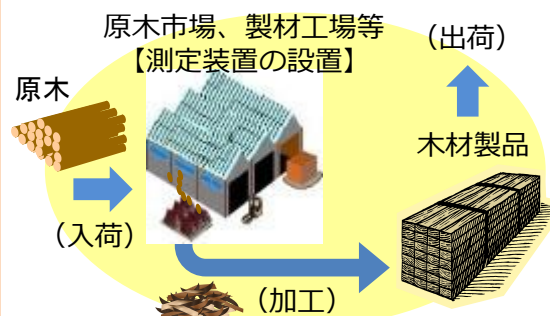 原木市場、製材工場等
【測定装置の設置】
（出荷）
原木
木材製品
（入荷）
（加工）